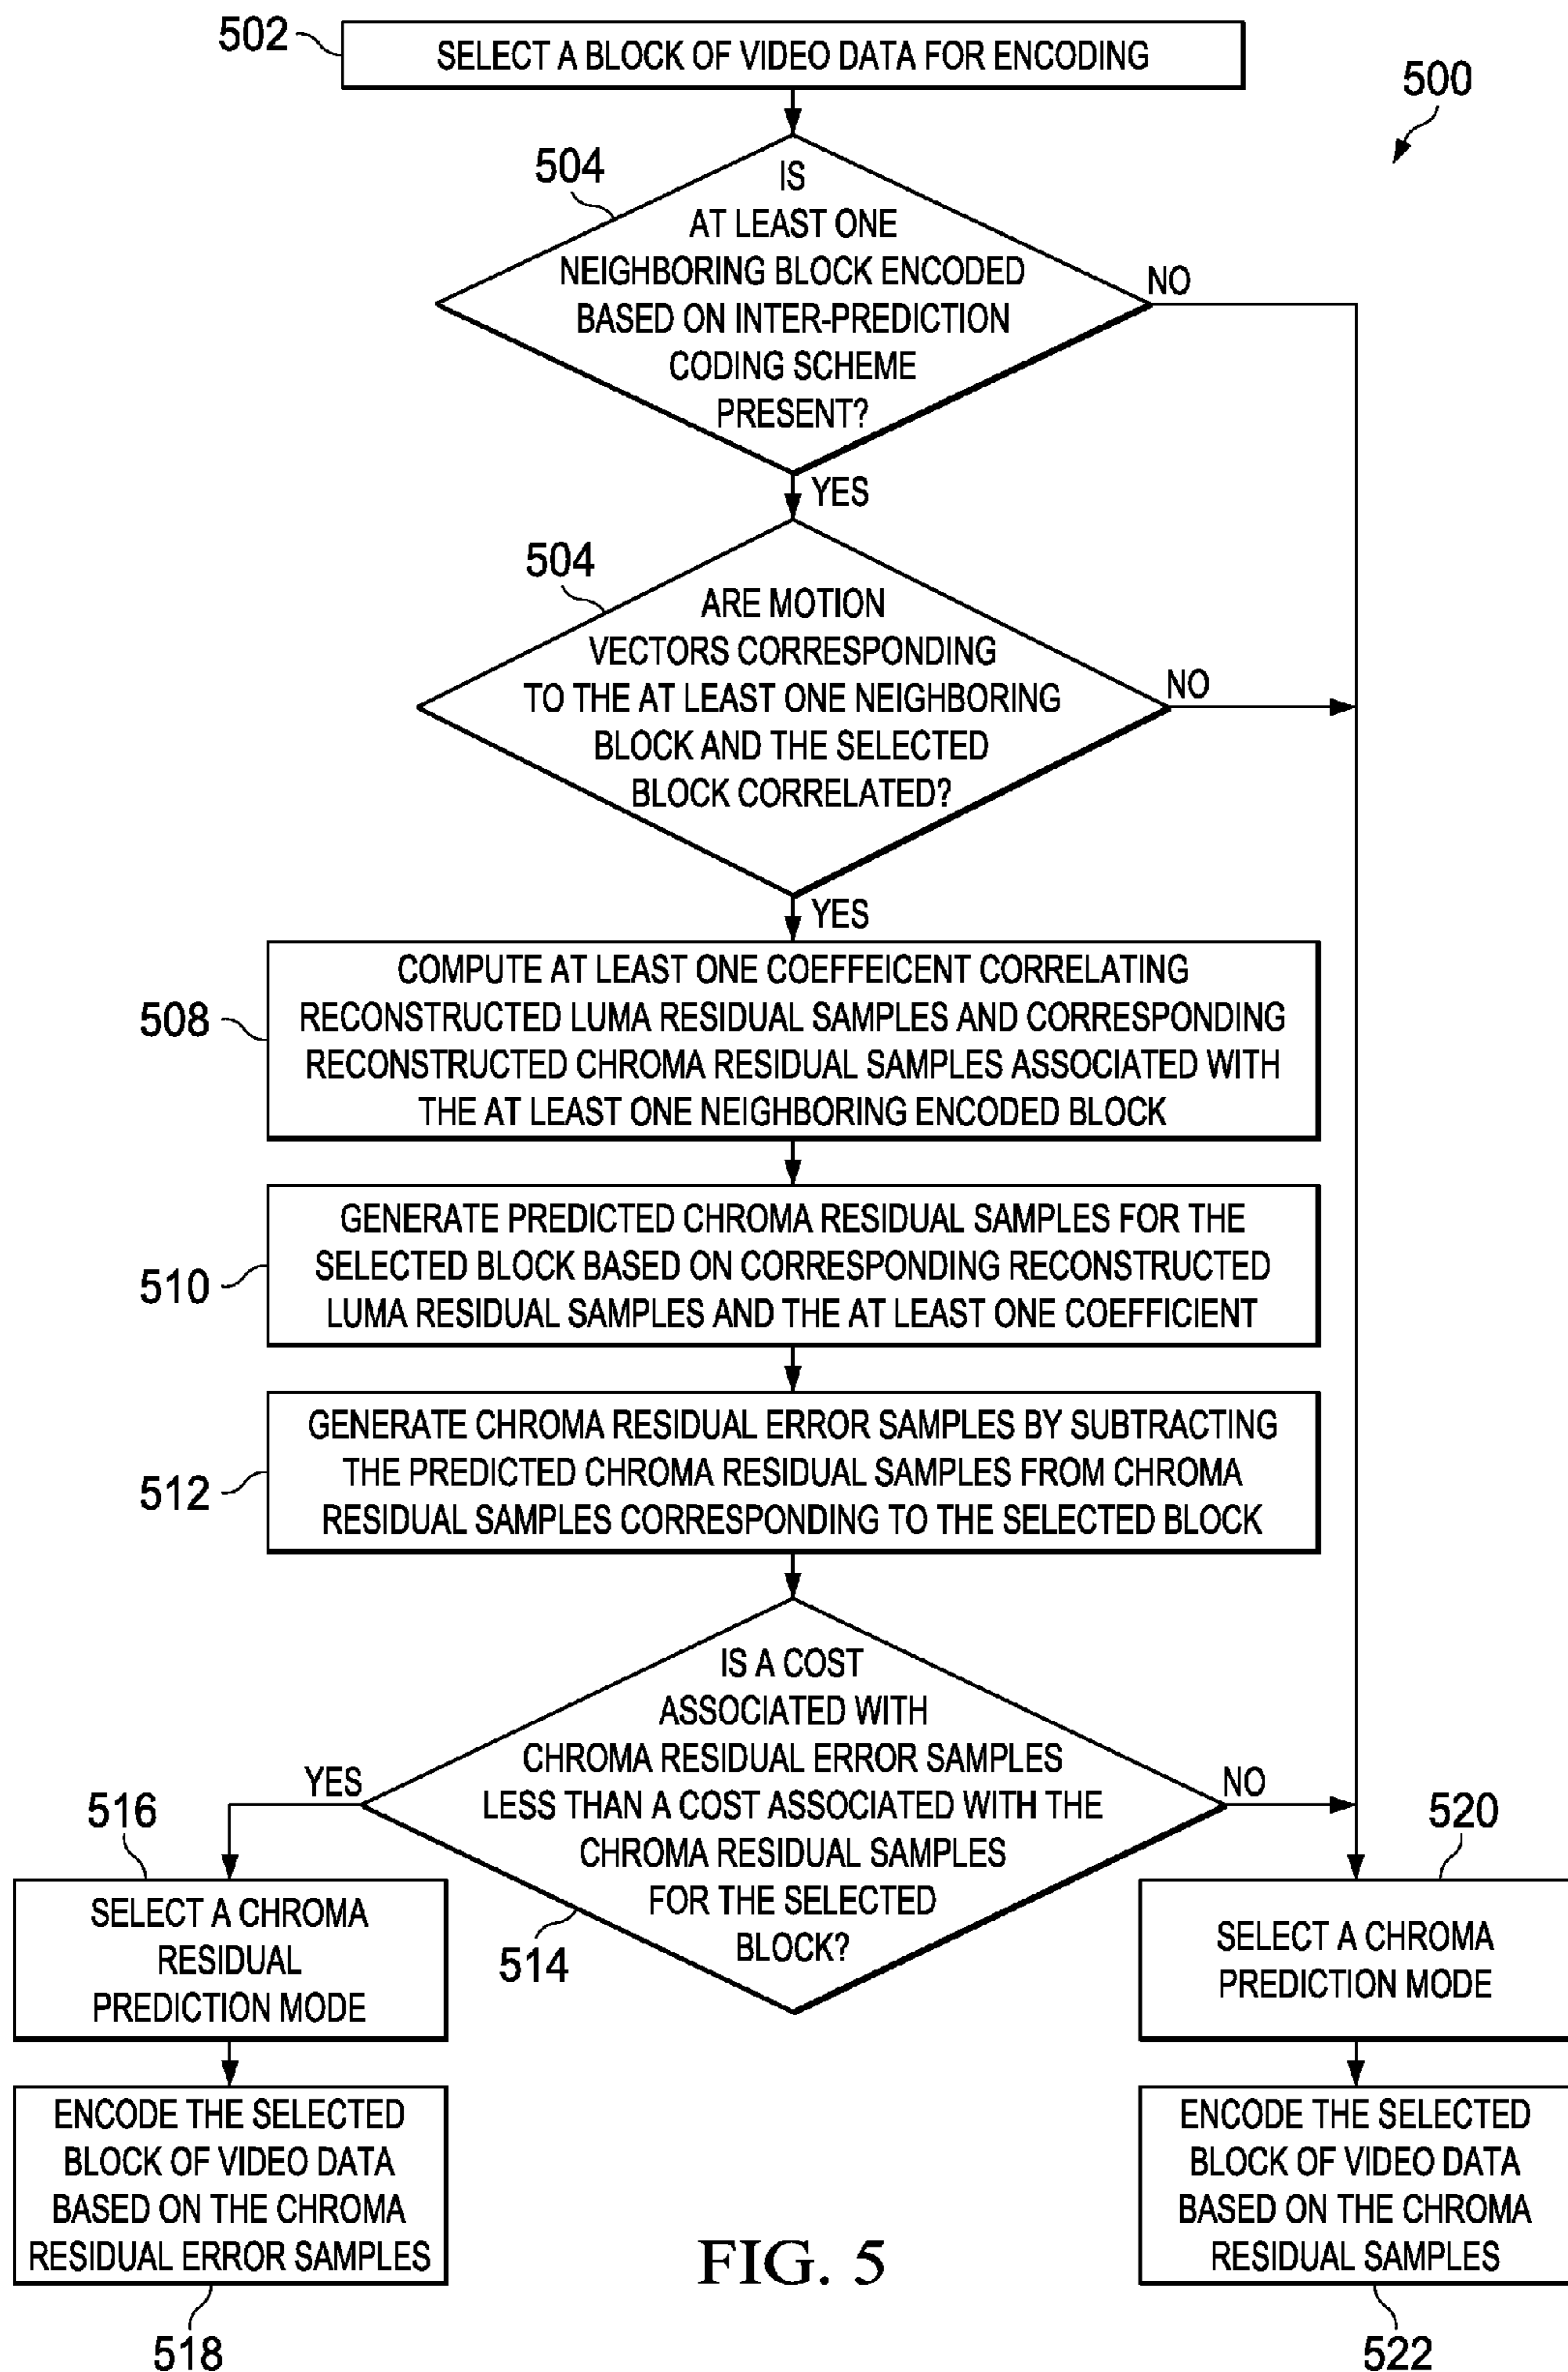 502
SELECT A BLOCK OF VIDEO DATA FOR ENCODING
500
504
IS
AT LEAST ONE
NEIGHBORING BLOCK ENCODED
BASED ON INTER-PREDICTION
CODING SCHEME
PRESENT?
NO
YES
504
ARE MOTION
VECTORS CORRESPONDING
TO THE AT LEAST ONE NEIGHBORING
BLOCK AND THE SELECTED
BLOCK CORRELATED?
NO
YES
508
COMPUTE AT LEAST ONE COEFFEICENT CORRELATING
RECONSTRUCTED LUMA RESIDUAL SAMPLES AND CORRESPONDING
RECONSTRUCTED CHROMA RESIDUAL SAMPLES ASSOCIATED WITH
THE AT LEAST ONE NEIGHBORING ENCODED BLOCK
510
GENERATE PREDICTED CHROMA RESIDUAL SAMPLES FOR THE
SELECTED BLOCK BASED ON CORRESPONDING RECONSTRUCTED
LUMA RESIDUAL SAMPLES AND THE AT LEAST ONE COEFFICIENT
512
GENERATE CHROMA RESIDUAL ERROR SAMPLES BY SUBTRACTING
THE PREDICTED CHROMA RESIDUAL SAMPLES FROM CHROMA
RESIDUAL SAMPLES CORRESPONDING TO THE SELECTED BLOCK
IS A COST
ASSOCIATED WITH
CHROMA RESIDUAL ERROR SAMPLES
LESS THAN A COST ASSOCIATED WITH THE
CHROMA RESIDUAL SAMPLES
FOR THE SELECTED
BLOCK?
YES
NO
514
516
SELECT A CHROMA
RESIDUAL
PREDICTION MODE
520
SELECT A CHROMA
PREDICTION MODE
ENCODE THE SELECTED
BLOCK OF VIDEO DATA
BASED ON THE CHROMA
RESIDUAL ERROR SAMPLES
518
ENCODE THE SELECTED
BLOCK OF VIDEO DATA
BASED ON THE CHROMA
RESIDUAL SAMPLES
522
FIG. 5